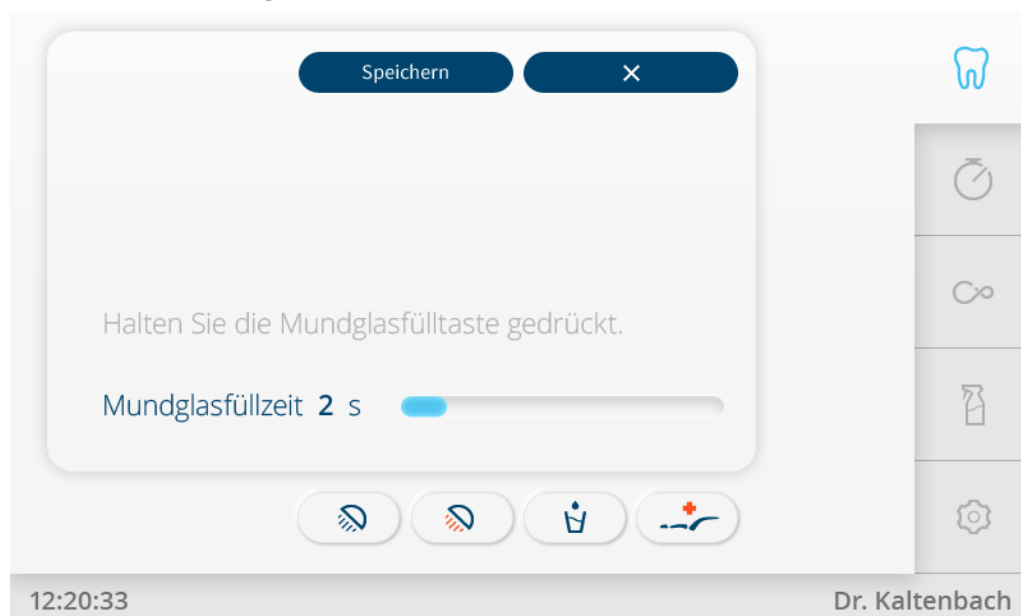 Speichern
Halten Sie die Mundglasfülltaste gedrückt.
Mundglasfüllzeit 2 s
12:20:33 Dr. Kaltenbach